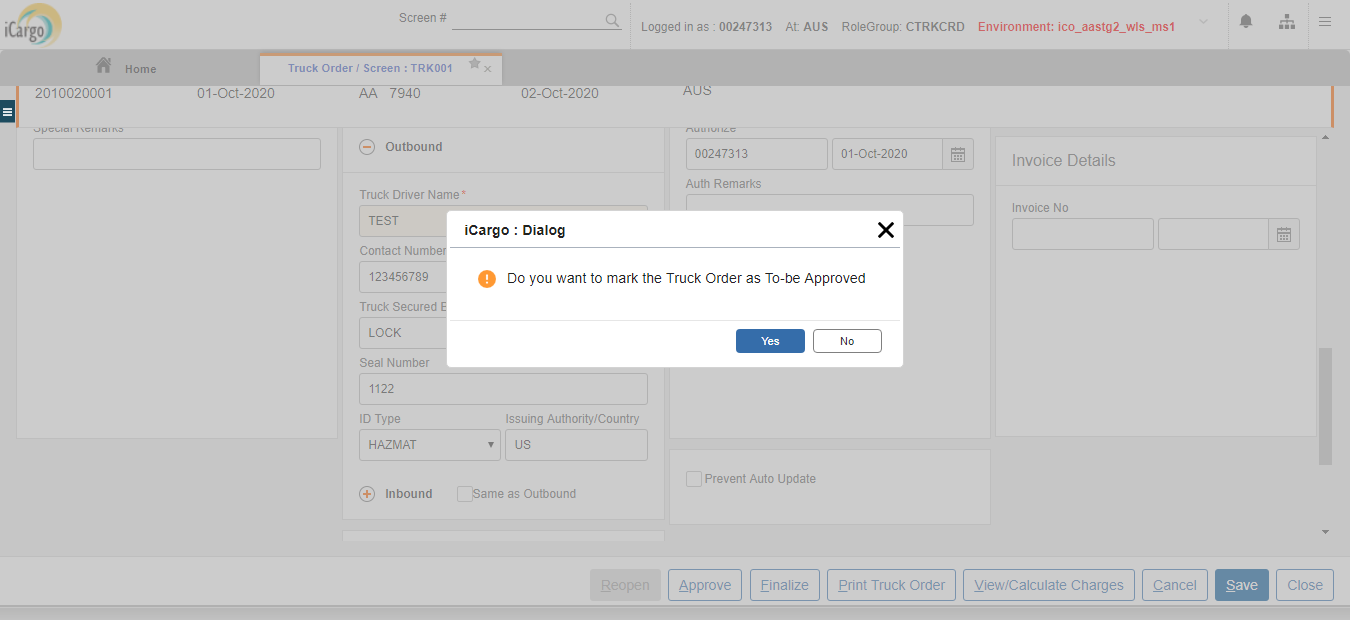 iCargo
Screen #
Logged in as : 00247313 At: AUS RoleGroup: CTRKCRD Environment: ico_aastg2_wls_ms1
Home
Truck Order / Screen : TRK001
2010020001 01-Oct-2020 AA 7940 02-Oct-2020 AUS
Special Remarks
Outbound
Truck Driver Name*
TEST
Contact Number
123456789
Truck Secured
LOCK
Seal Number
1122
ID Type Issuing Authority/Country
HAZMAT US
Inbound Same as Outbound
Authorize
00247313 01-Oct-2020
Auth Remarks
Prevent Auto Update
Invoice Details
Invoice No
iCargo : Dialog
Do you want to mark the Truck Order as To-be Approved
Yes No
Reopen Approve Finalize Print Truck Order View/Calculate Charges Cancel Save Close